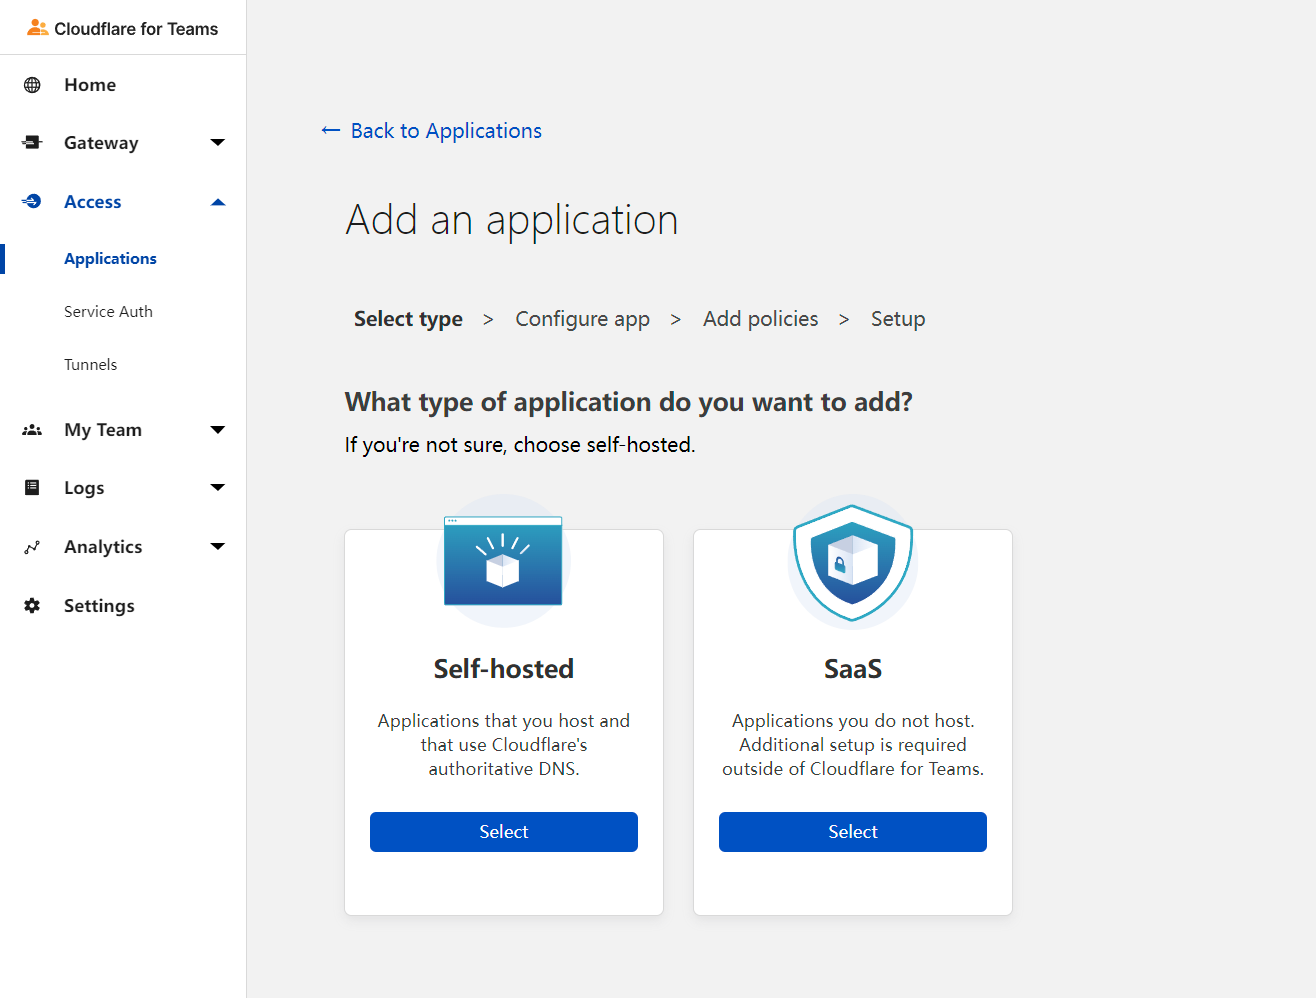 Cloudflare for Teams
Home
Gateway
Access
Applications
Service Auth
Tunnels
My Team
Logs
Analytics
Settings
← Back to Applications
Add an application
Select type > Configure app > Add policies > Setup
What type of application do you want to add?
If you're not sure, choose self-hosted.
Self-hosted
Applications that you host and
that use Cloudflare's
authoritative DNS.
Select
SaaS
Applications you do not host.
Additional setup is required
outside of Cloudflare for Teams.
Select